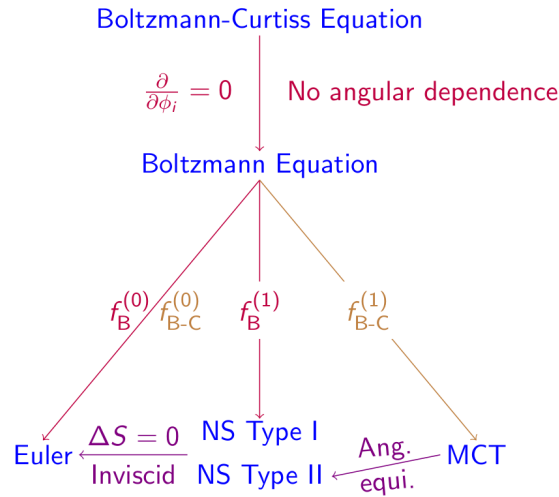 Boltzmann-Curtiss Equation
∂/∂ϕᵢ = 0 No angular dependence
Boltzmann Equation
f_B^(0) f_B-C^(0) f_B^(1) f_B-C^(1)
NS Type I
ΔS = 0 Ang.
Euler MCT
Inviscid NS Type II equi.